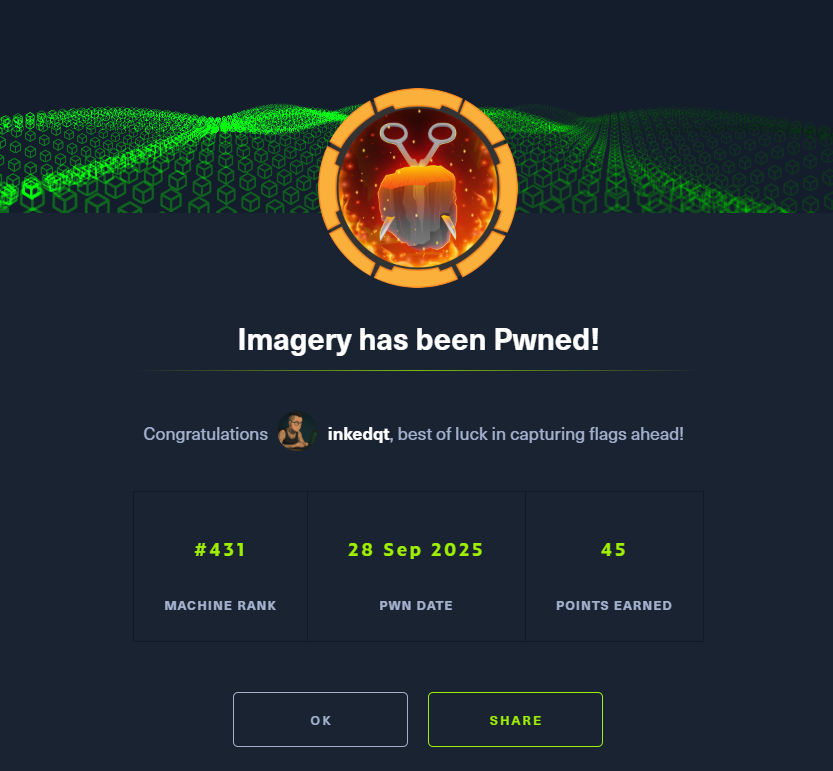 Imagery has been Pwned!
Congratulations inkedqt, best of luck in capturing flags ahead!
#431 28 Sep 2025 45
MACHINE RANK PWN DATE POINTS EARNED
OK SHARE